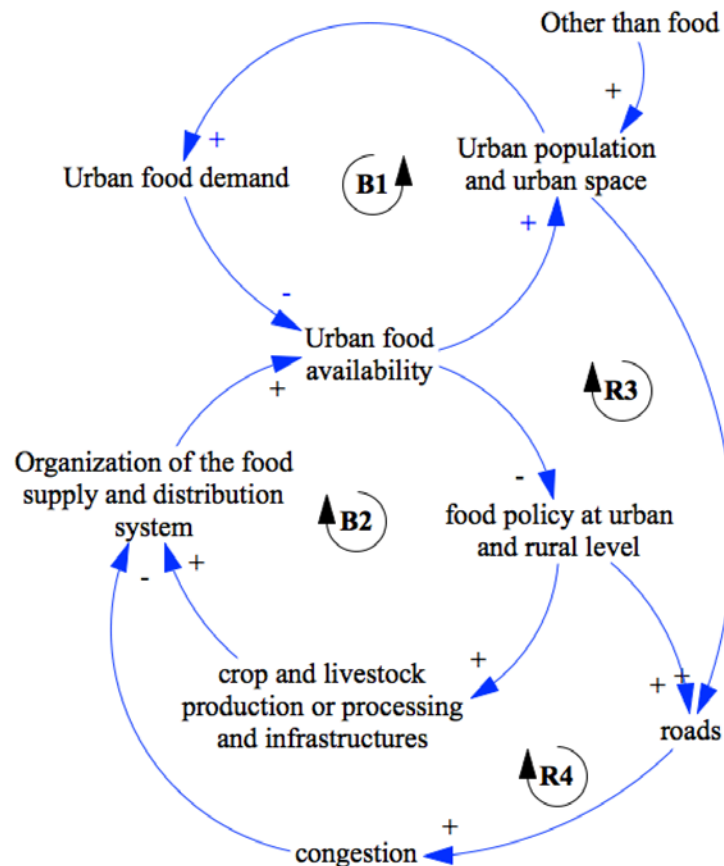 Other than food
+
+
Urban population
and urban space
Urban food demand
B1
+
-
Urban food
availability
+
R3
Organization of the food
supply and distribution
system
-
B2
food policy at urban
and rural level
-
+
+
crop and livestock
production or processing
and infrastructures
+
+
roads
R4
+
congestion